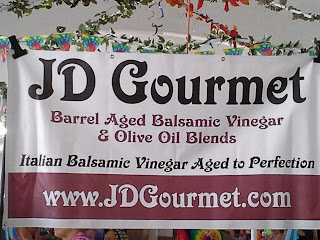 JD Gourmet
Barrel Aged Balsamic Vinegar
& Olive Oil Blends
Italian Balsamic Vinegar Aged to Perfection
www.JDGourmet.com